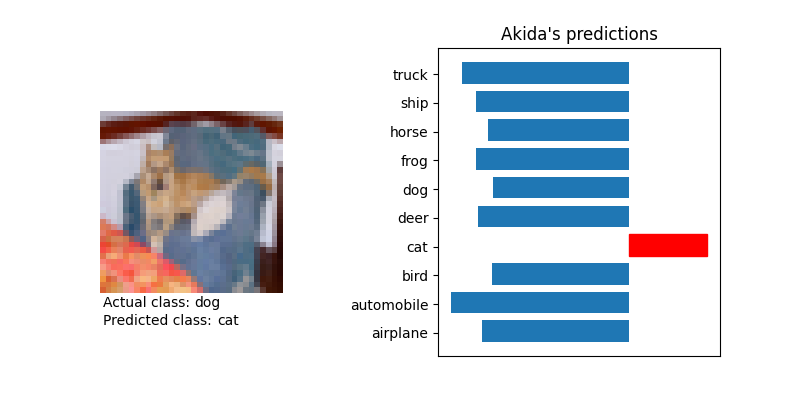 Akida's predictions
truck
ship
horse
frog
dog
deer
cat
bird
automobile
airplane
Actual class: dog
Predicted class: cat